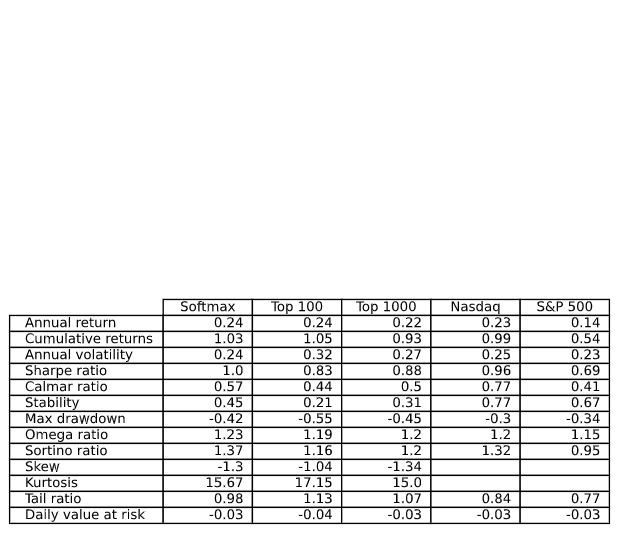 Softmax Top 100 Top 1000 Nasdaq S&P 500
Annual return 0.24 0.24 0.22 0.23 0.14
Cumulative returns 1.03 1.05 0.93 0.99 0.54
Annual volatility 0.24 0.32 0.27 0.25 0.23
Sharpe ratio 1.0 0.83 0.88 0.96 0.69
Calmar ratio 0.57 0.44 0.5 0.77 0.41
Stability 0.45 0.21 0.31 0.77 0.67
Max drawdown -0.42 -0.55 -0.45 -0.3 -0.34
Omega ratio 1.23 1.19 1.2 1.2 1.15
Sortino ratio 1.37 1.16 1.2 1.32 0.95
Skew -1.3 -1.04 -1.34
Kurtosis 15.67 17.15 15.0
Tail ratio 0.98 1.13 1.07 0.84 0.77
Daily value at risk -0.03 -0.04 -0.03 -0.03 -0.03